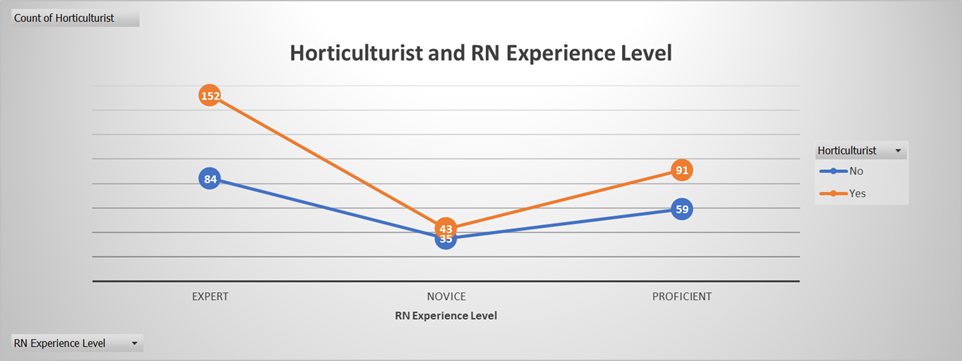 Count of Horticulturist
Horticulturist and RN Experience Level
152
84
43
35
91
59
EXPERT
NOVICE
PROFICIENT
RN Experience Level
Horticulturist
No
Yes
RN Experience Level